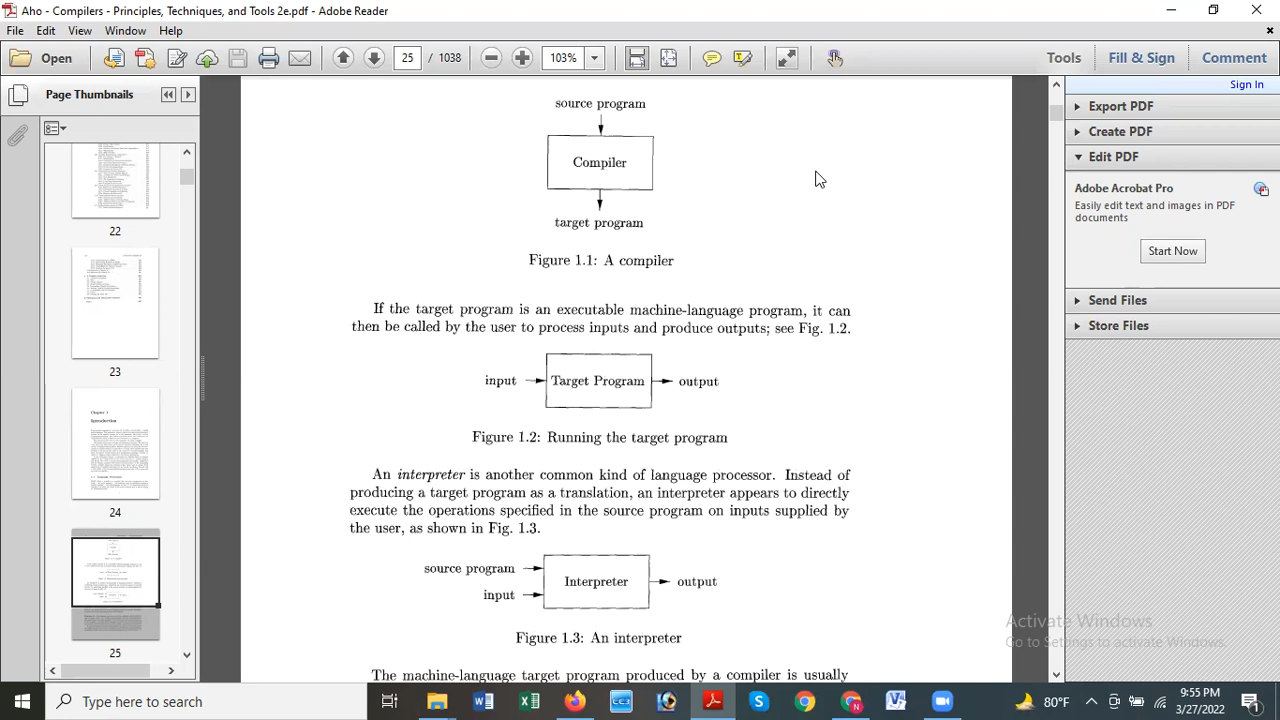 Aho - Compilers - Principles, Techniques, and Tools 2e.pdf - Adobe Reader
File Edit View Window Help
Open 25 / 1038 103% Tools Fill & Sign Comment
Sign In
Page Thumbnails
22
23
24
25
source program
Compiler
target program
Figure 1.1: A compiler
If the target program is an executable machine-language program, it can
then be called by the user to process inputs and produce outputs; see Fig. 1.2.
input Target Program output
Figure 1.2: Running the target program
An interpreter is another common kind of language processor. Instead of
producing a target program as a translation, an interpreter appears to directly
execute the operations specified in the source program on inputs supplied by
the user, as shown in Fig. 1.3.
source program
Interpreter output
input
Figure 1.3: An interpreter
The machine-language target program produced by a compiler is usually
Export PDF
Create PDF
Edit PDF
Adobe Acrobat Pro
Easily edit text and images in PDF
documents
Start Now
Send Files
Store Files
Activate Windows
Go to Settings to activate Windows.
Type here to search
80°F
9:55 PM
3/27/2022